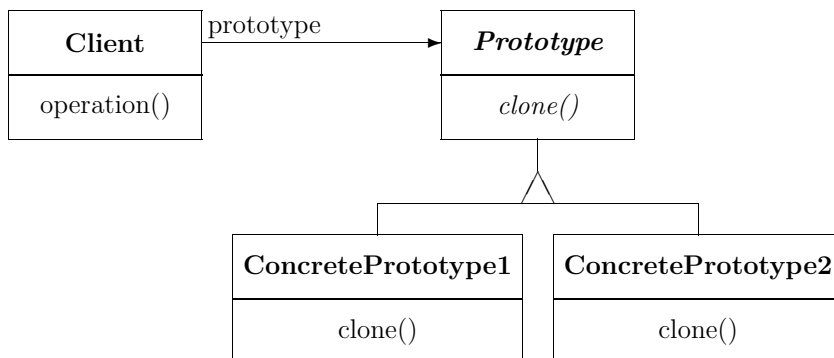 Client
prototype
Prototype
operation()
clone()
ConcretePrototype1
ConcretePrototype2
clone()
clone()